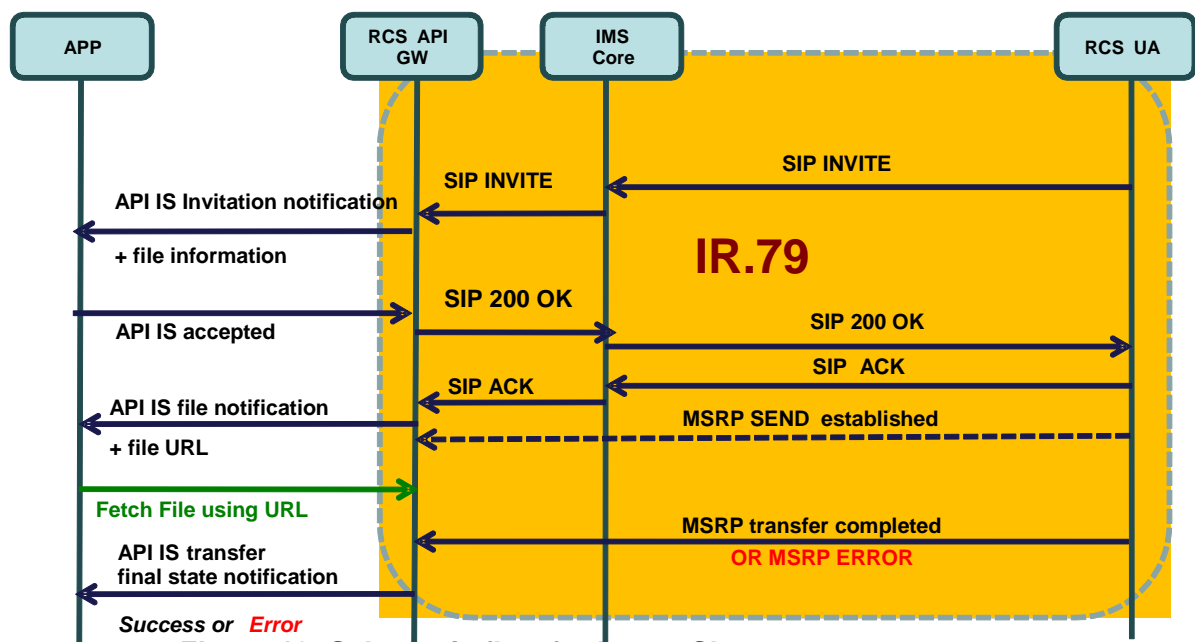 APP
RCS API
GW
IMS
Core
RCS UA
SIP INVITE
SIP INVITE
API IS Invitation notification
+ file information
IR.79
SIP 200 OK
API IS accepted
SIP 200 OK
SIP ACK
SIP ACK
API IS file notification
MSRP SEND established
+ file URL
Fetch File using URL
MSRP transfer completed
OR MSRP ERROR
API IS transfer
final state notification
Success or Error